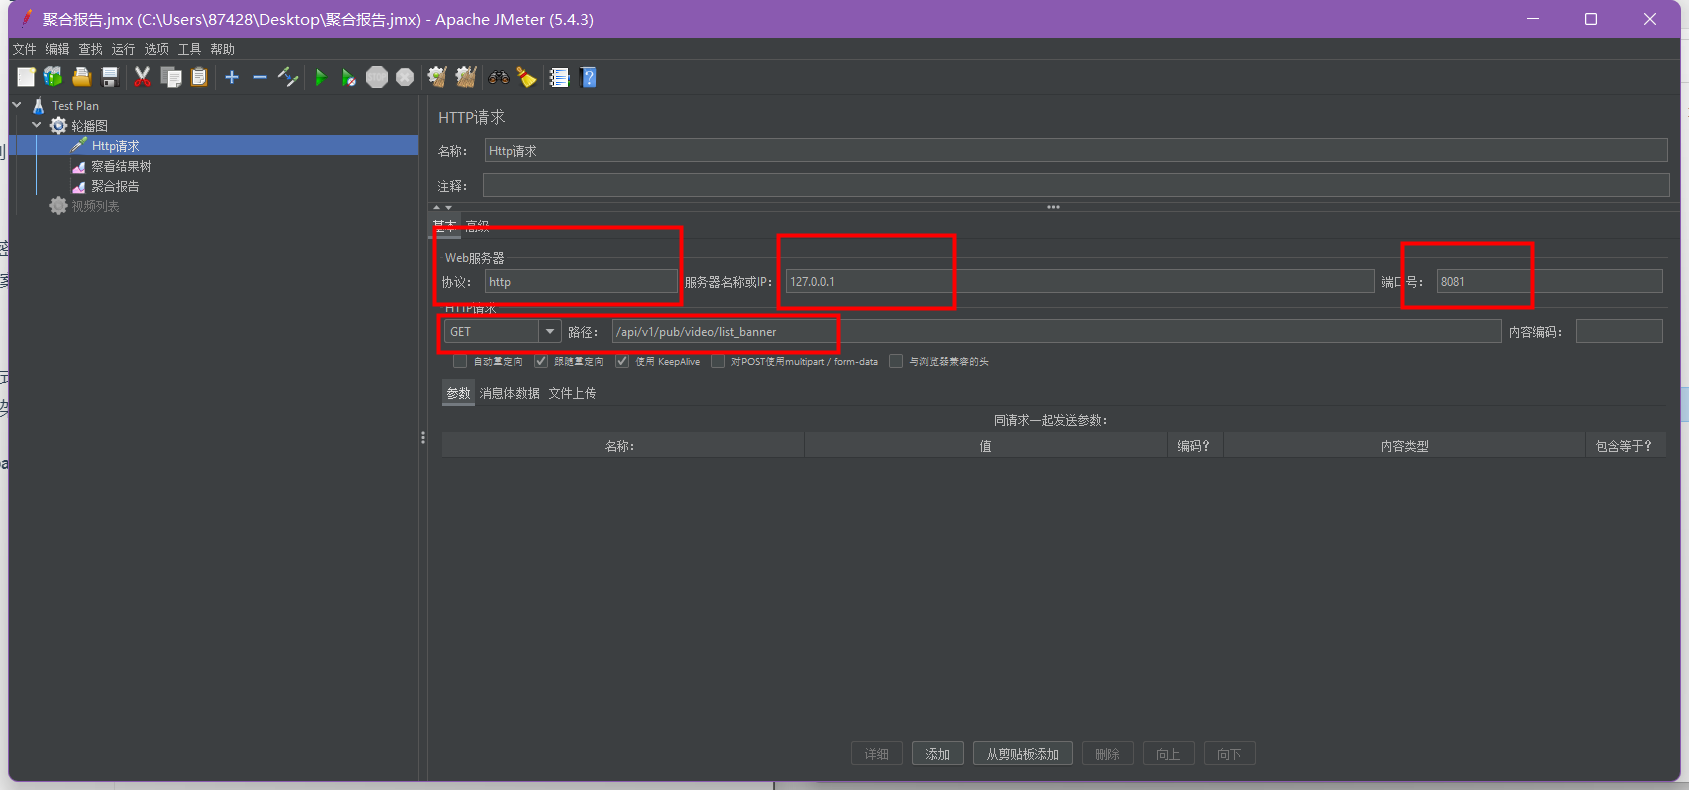 聚合报告.jmx (C:\Users\87428\Desktop\聚合报告.jmx) - Apache JMeter (5.4.3)
文件 编辑 查找 运行 选项 工具 帮助
Test Plan
轮播图
Http请求
察看结果树
聚合报告
视频列表
HTTP请求
名称： Http请求
注释：
基本 高级
Web服务器
协议： http 服务器名称或IP： 127.0.0.1 端口号： 8081
HTTP请求
GET 路径： /api/v1/pub/video/list_banner 内容编码：
自动重定向 跟随重定向 使用 KeepAlive 对POST使用multipart / form-data 与浏览器兼容的头
参数 消息体数据 文件上传
同请求一起发送参数：
名称： 值 编码？ 内容类型 包含等于？
详细 添加 从剪贴板添加 删除 向上 向下